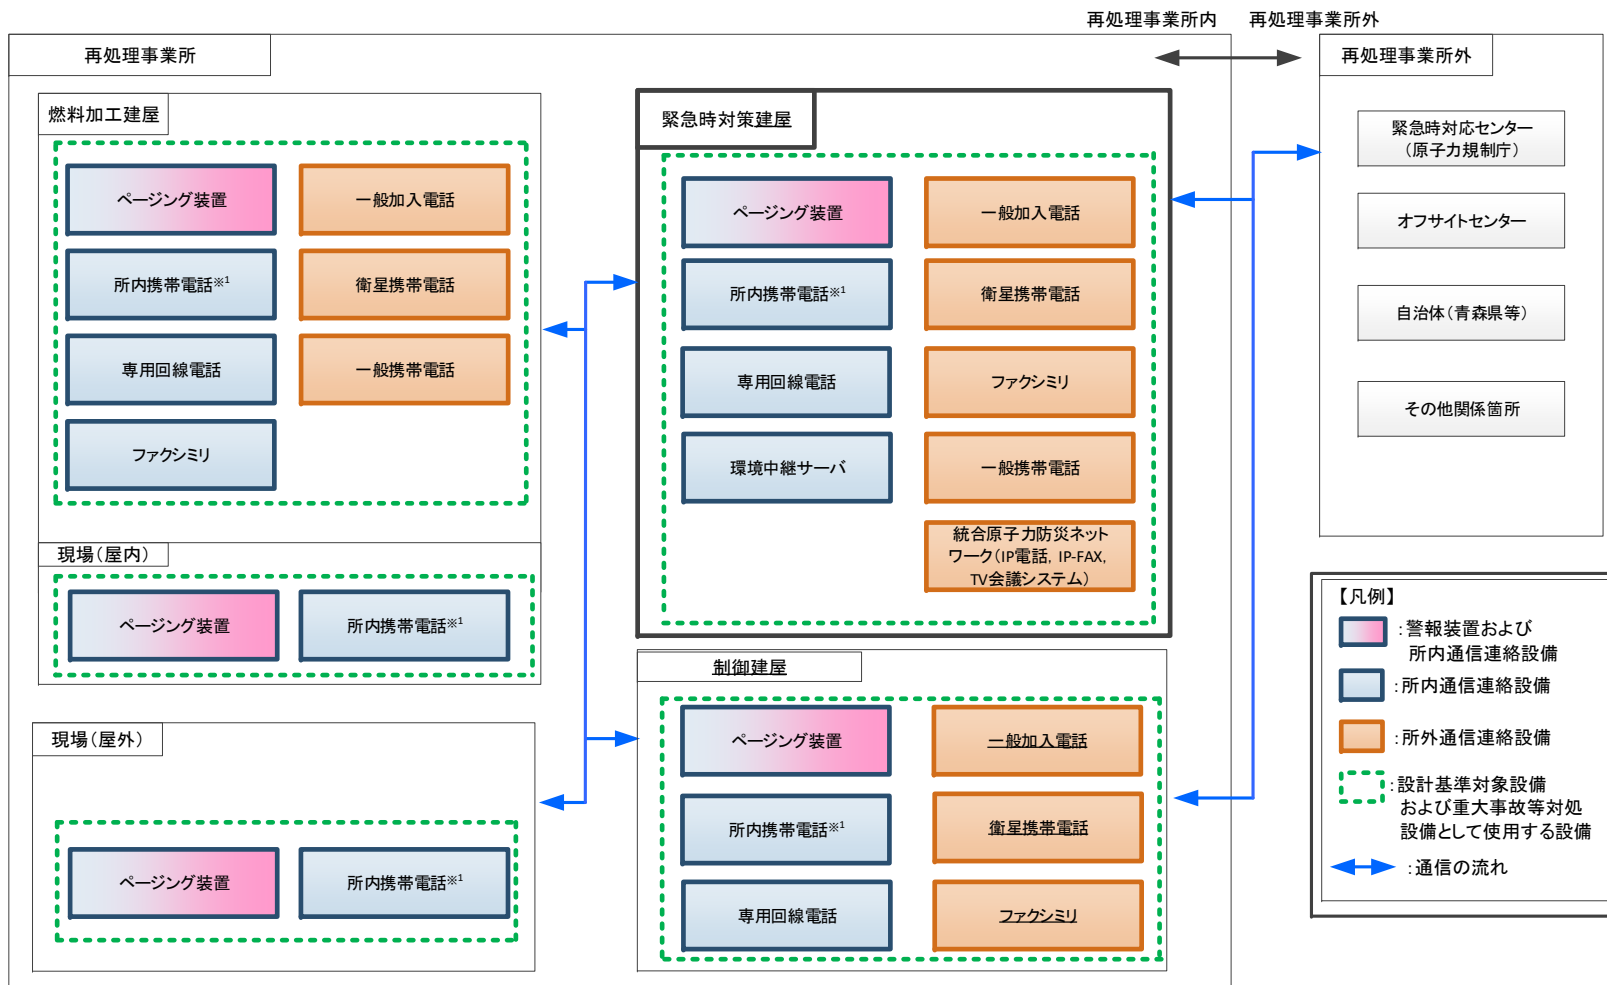 再処理事業所内
再処理事業所外
再処理事業所
燃料加工建屋
ページング装置
一般加入電話
所内携帯電話※1
衛星携帯電話
専用回線電話
一般携帯電話
ファクシミリ
現場（屋内）
ページング装置
所内携帯電話※1
現場（屋外）
ページング装置
所内携帯電話※1
緊急時対策建屋
ページング装置
一般加入電話
所内携帯電話※1
衛星携帯電話
専用回線電話
ファクシミリ
環境中継サーバ
一般携帯電話
統合原子力防災ネット
ワーク（IP電話，IP-FAX，
TV会議システム）
制御建屋
ページング装置
一般加入電話
所内携帯電話※1
衛星携帯電話
専用回線電話
ファクシミリ
再処理事業所外
緊急時対応センター
（原子力規制庁）
オフサイトセンター
自治体（青森県等）
その他関係箇所
【凡例】
：警報装置および
所内通信連絡設備
：所内通信連絡設備
：所外通信連絡設備
：設計基準対象設備
および重大事故等対処
設備として使用する設備
：通信の流れ